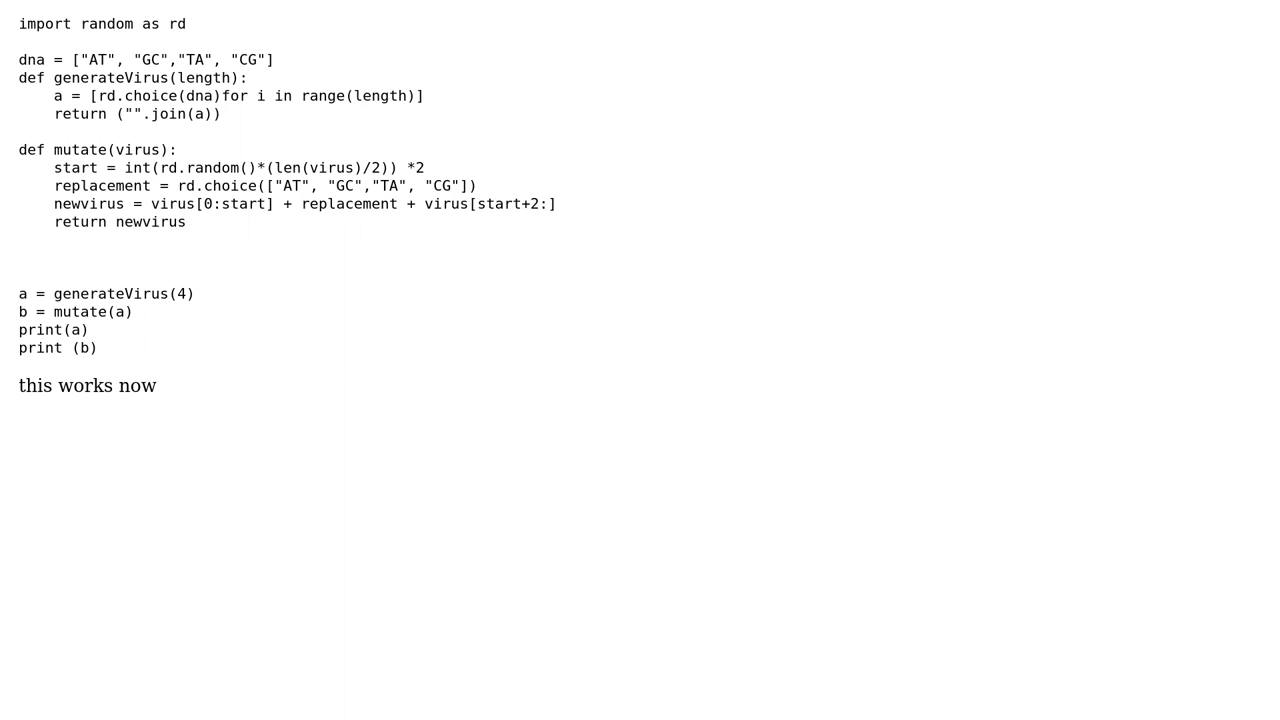 import random as rd

dna = ["AT", "GC","TA", "CG"]
def generateVirus(length):
    a = [rd.choice(dna)for i in range(length)]
    return ("".join(a))

def mutate(virus):
    start = int(rd.random()*(len(virus)/2)) *2
    replacement = rd.choice(["AT", "GC","TA", "CG"])
    newvirus = virus[0:start] + replacement + virus[start+2:]
    return newvirus



a = generateVirus(4)
b = mutate(a)
print(a)
print (b)

this works now